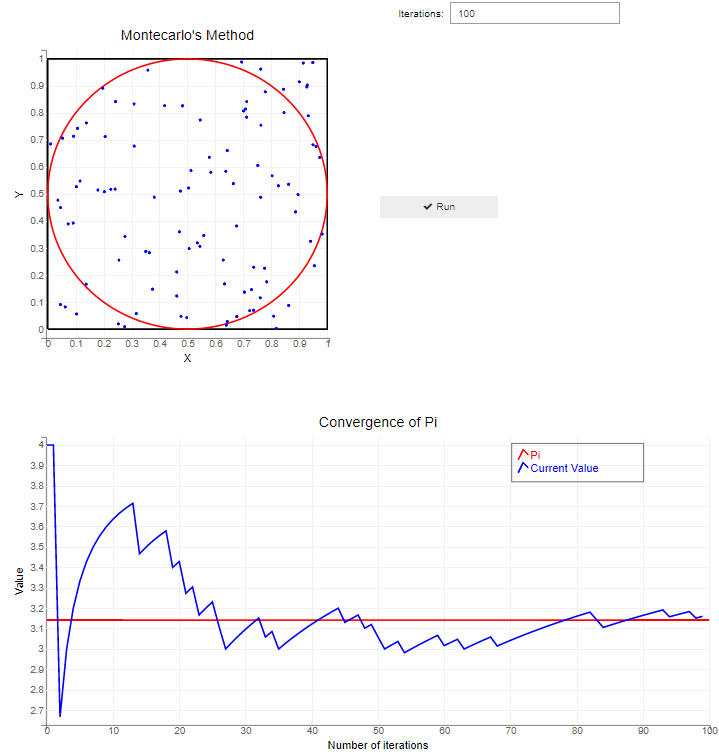 Iterations: 100
Montecarlo's Method
1
0.9
0.8
0.7
0.6
0.5
0.4
0.3
0.2
0.1
0
Y
0 0.1 0.2 0.3 0.4 0.5 0.6 0.7 0.8 0.9 1
X
Run
Convergence of Pi
4
3.9
3.8
3.7
3.6
3.5
3.4
3.3
3.2
3.1
3
2.9
2.8
2.7
Value
Pi
Current Value
0 10 20 30 40 50 60 70 80 90 100
Number of iterations